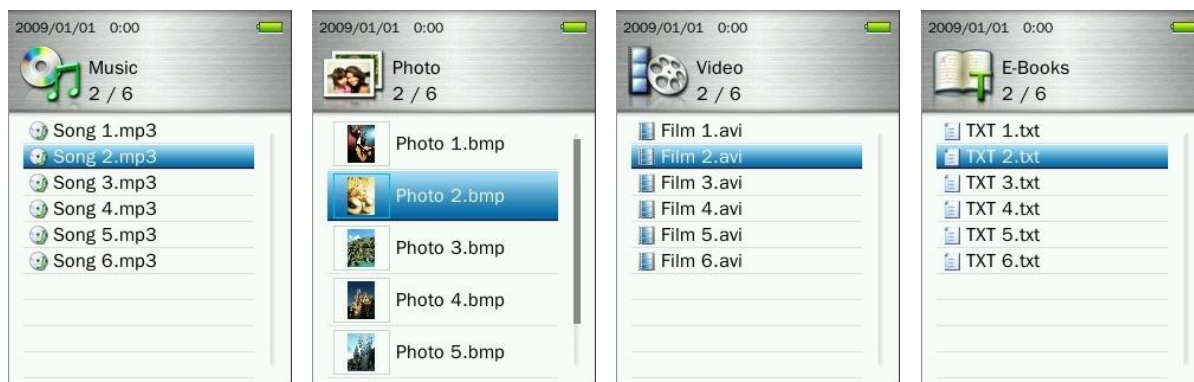 2009/01/01 0:00
Music
2 / 6
Song 1.mp3
Song 2.mp3
Song 3.mp3
Song 4.mp3
Song 5.mp3
Song 6.mp3
2009/01/01 0:00
Photo
2 / 6
Photo 1.bmp
Photo 2.bmp
Photo 3.bmp
Photo 4.bmp
Photo 5.bmp
2009/01/01 0:00
Video
2 / 6
Film 1.avi
Film 2.avi
Film 3.avi
Film 4.avi
Film 5.avi
Film 6.avi
2009/01/01 0:00
E-Books
2 / 6
TXT 1.txt
TXT 2.txt
TXT 3.txt
TXT 4.txt
TXT 5.txt
TXT 6.txt